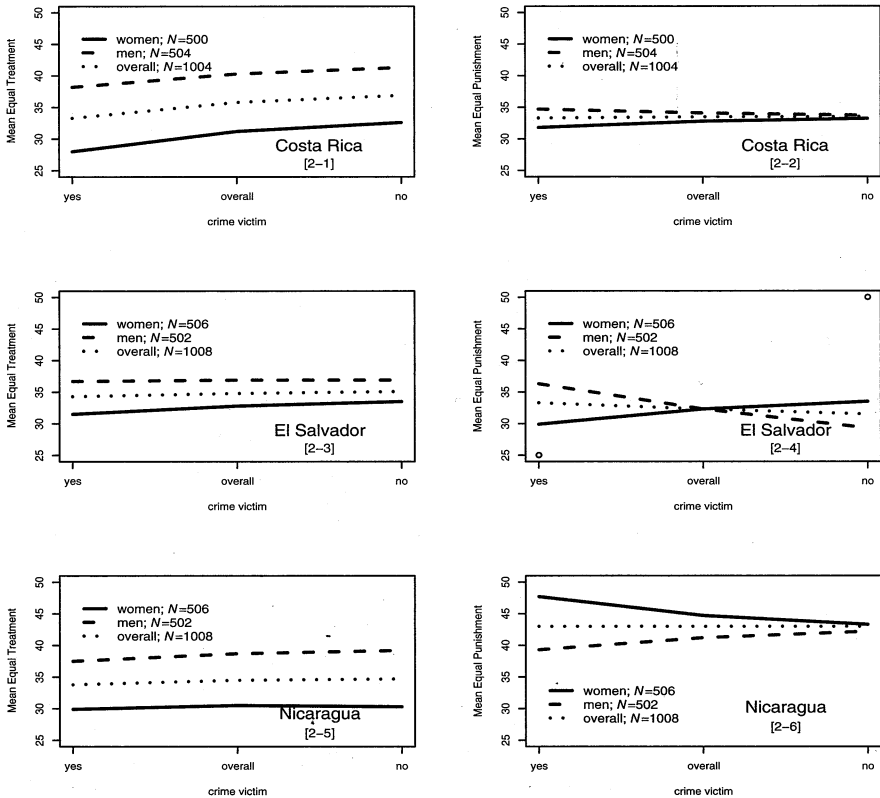 Mean Equal Treatment
50
45
40
35
30
25
women; N=500
men; N=504
overall; N=1004
Costa Rica
[2–1]
yes overall no
crime victim
Mean Equal Punishment
50
45
40
35
30
25
women; N=500
men; N=504
overall; N=1004
Costa Rica
[2–2]
yes overall no
crime victim
Mean Equal Treatment
50
45
40
35
30
25
women; N=506
men; N=502
overall; N=1008
El Salvador
[2–3]
yes overall no
crime victim
Mean Equal Punishment
50
45
40
35
30
25
women; N=506
men; N=502
overall; N=1008
El Salvador
[2–4]
yes overall no
crime victim
Mean Equal Treatment
50
45
40
35
30
25
women; N=506
men; N=502
overall; N=1008
Nicaragua
[2–5]
yes overall no
crime victim
Mean Equal Punishment
50
45
40
35
30
25
women; N=506
men; N=502
overall; N=1008
Nicaragua
[2–6]
yes overall no
crime victim